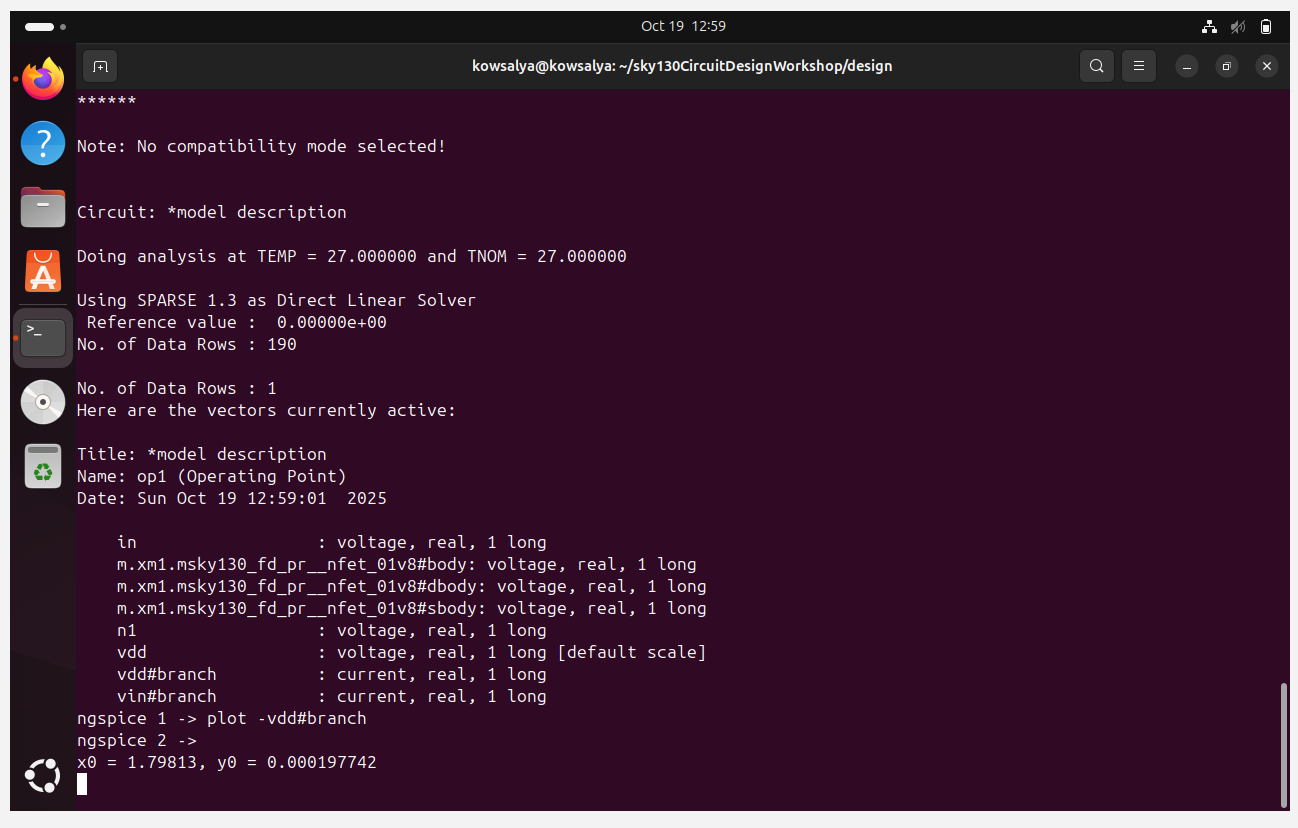 Oct 19 12:59
kowsalya@kowsalya: ~/sky130CircuitDesignWorkshop/design
******
Note: No compatibility mode selected!
Circuit: *model description
Doing analysis at TEMP = 27.000000 and TNOM = 27.000000
Using SPARSE 1.3 as Direct Linear Solver
 Reference value :  0.00000e+00
No. of Data Rows : 190
No. of Data Rows : 1
Here are the vectors currently active:
Title: *model description
Name: op1 (Operating Point)
Date: Sun Oct 19 12:59:01  2025
    in                  : voltage, real, 1 long
    m.xm1.msky130_fd_pr__nfet_01v8#body: voltage, real, 1 long
    m.xm1.msky130_fd_pr__nfet_01v8#dbody: voltage, real, 1 long
    m.xm1.msky130_fd_pr__nfet_01v8#sbody: voltage, real, 1 long
    n1                  : voltage, real, 1 long
    vdd                 : voltage, real, 1 long [default scale]
    vdd#branch          : current, real, 1 long
    vin#branch          : current, real, 1 long
ngspice 1 -> plot -vdd#branch
ngspice 2 ->
x0 = 1.79813, y0 = 0.000197742